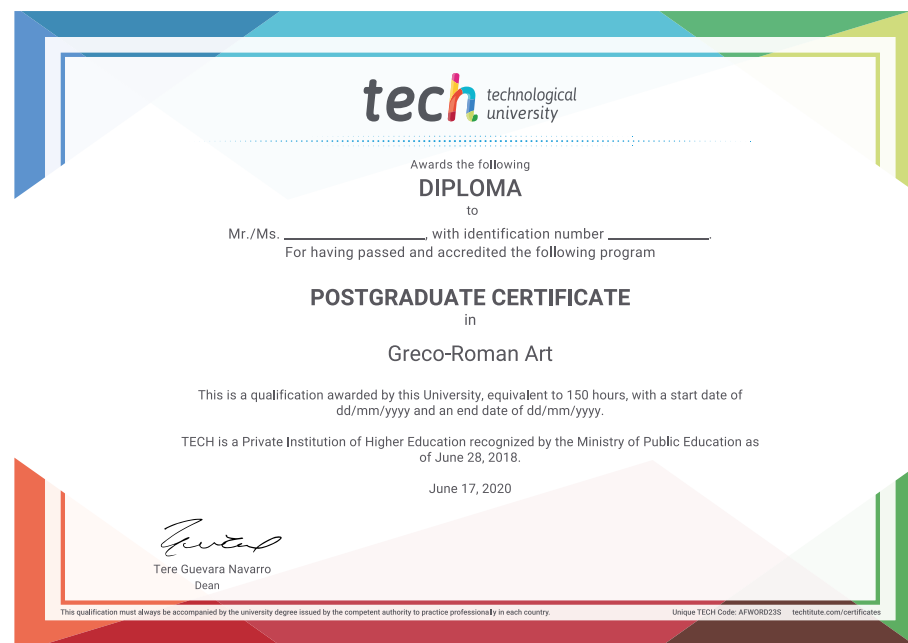 tech technological
university
Awards the following
DIPLOMA
to
Mr./Ms. ____________________, with identification number ______________.
For having passed and accredited the following program
POSTGRADUATE CERTIFICATE
in
Greco-Roman Art
This is a qualification awarded by this University, equivalent to 150 hours, with a start date of
dd/mm/yyyy and an end date of dd/mm/yyyy.
TECH is a Private Institution of Higher Education recognized by the Ministry of Public Education as
of June 28, 2018.
June 17, 2020
Tere Guevara Navarro
Dean
This qualification must always be accompanied by the university degree issued by the competent authority to practice professionally in each country. Unique TECH Code: AFWORD23S techtitute.com/certificates